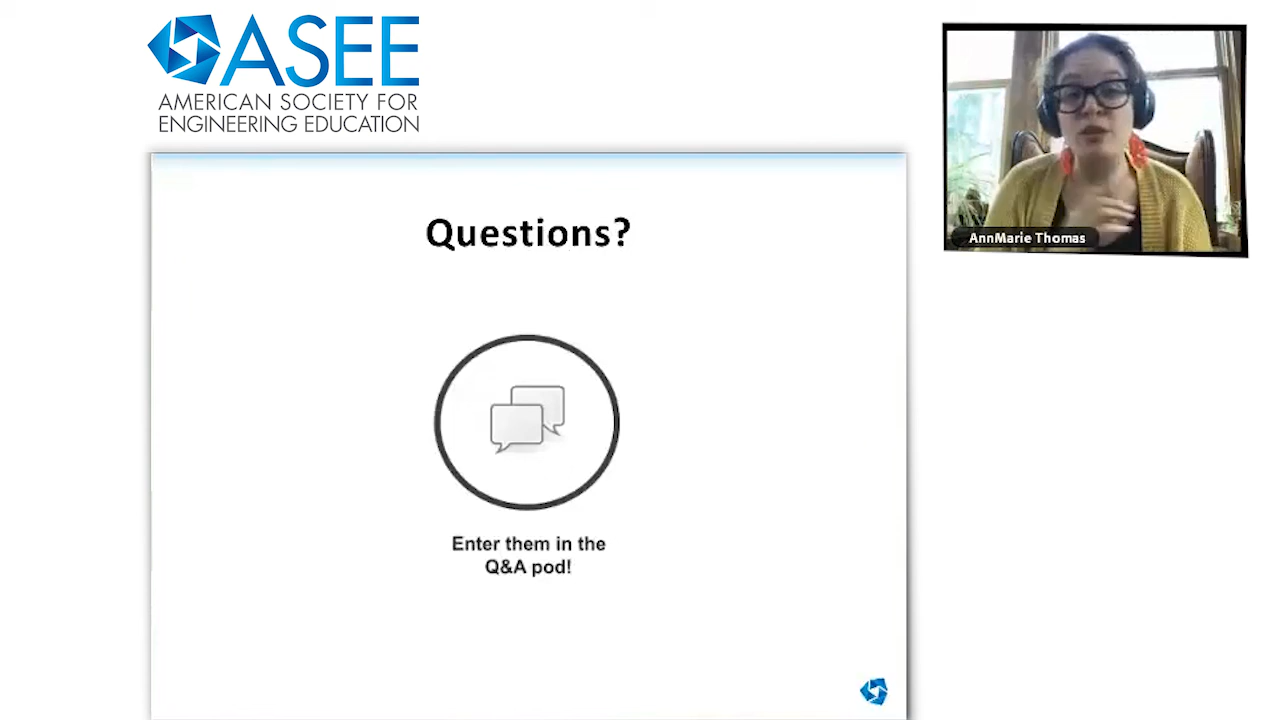 ASEE
AMERICAN SOCIETY FOR
ENGINEERING EDUCATION
AnnMarie Thomas
Questions?
Enter them in the
Q&A pod!